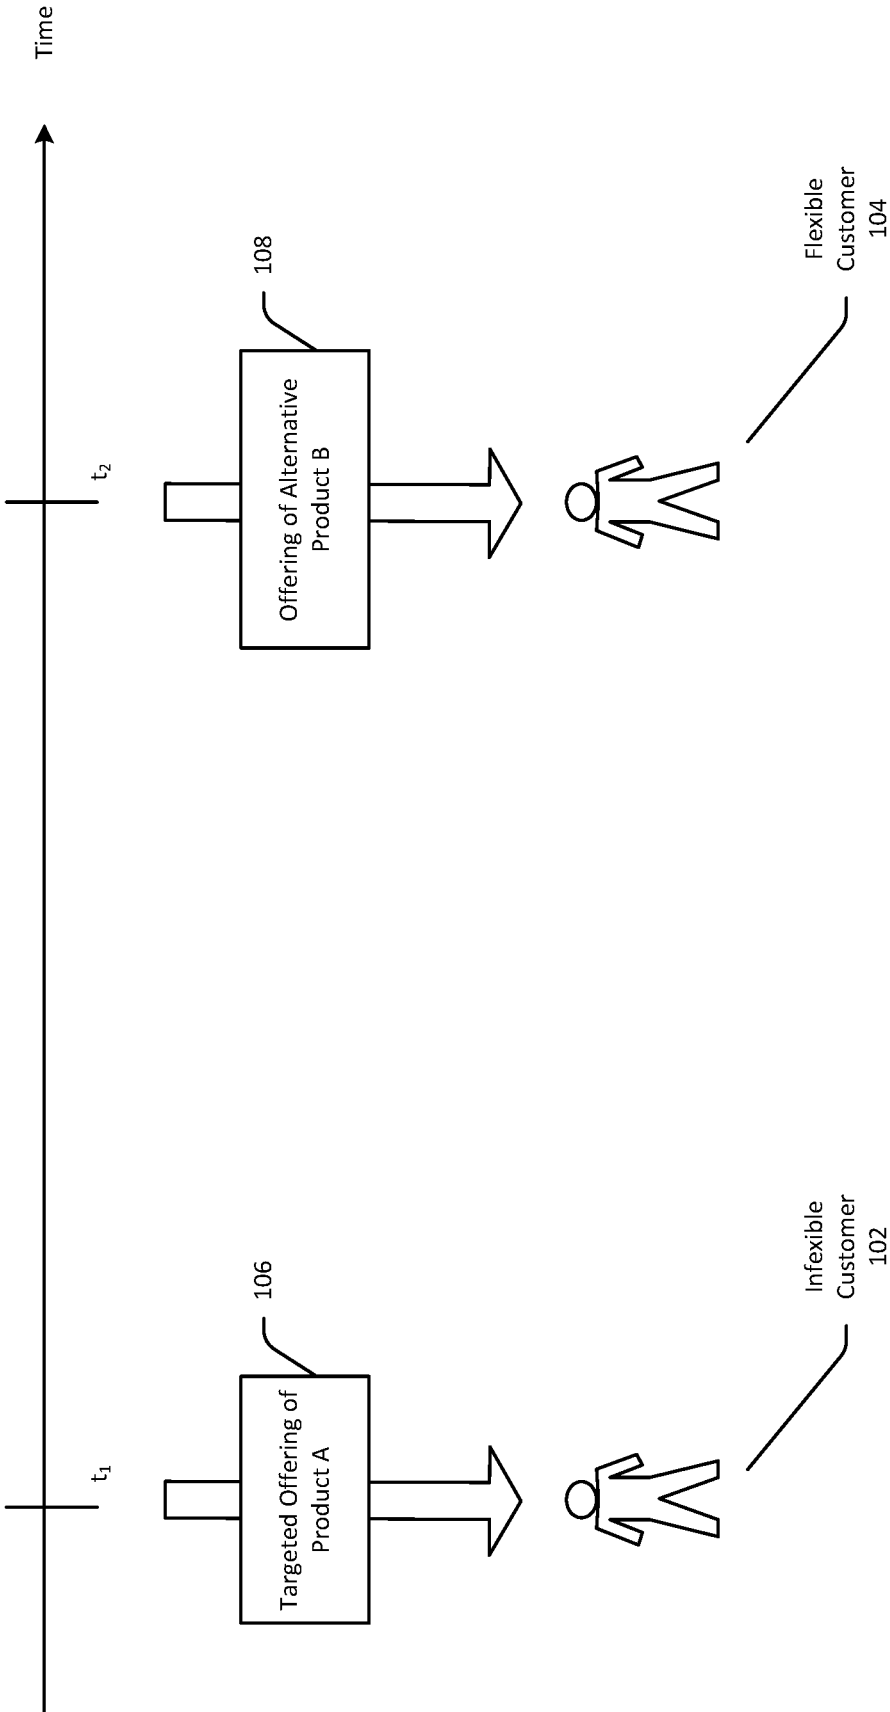 Time
t₁
t₂
106
Targeted Offering of
Product A
108
Offering of Alternative
Product B
Infexible
Customer
102
Flexible
Customer
104